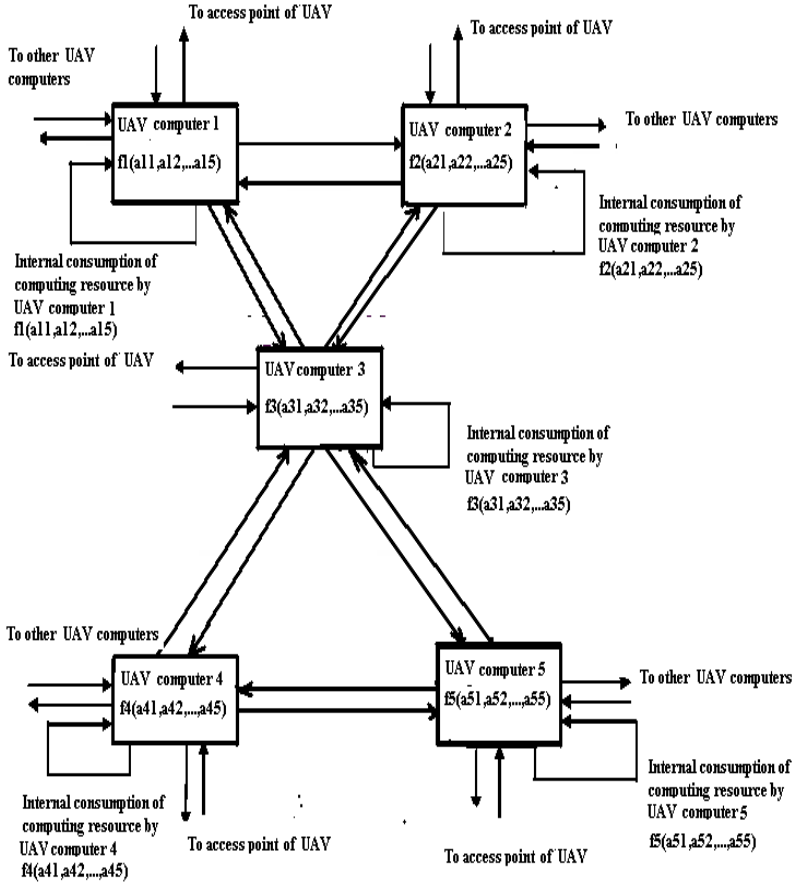 To access point of UAV
To access point of UAV
To other UAV
computers
UAV computer 1
f1(a11,a12,...a15)
UAV computer 2
f2(a21,a22,...a25)
To other UAV computers
Internal consumption of
computing resource by
UAV computer 2
f2(a21,a22,...a25)
Internal consumption of
computing resource by
UAV computer 1
f1(a11,a12,...a15)
To access point of UAV
UAV computer 3
f3(a31,a32,...a35)
Internal consumption of
computing resource by
UAV computer 3
f3(a31,a32,...a35)
To other UAV computers
UAV computer 4
f4(a41,a42,...,a45)
UAV computer 5
f5(a51,a52,...,a55)
To other UAV computers
Internal consumption of
computing resource by
UAV computer 4
f4(a41,a42,...,a45)
To access point of UAV
To access point of UAV
Internal consumption of
computing resource by
UAV computer 5
f5(a51,a52,...,a55)